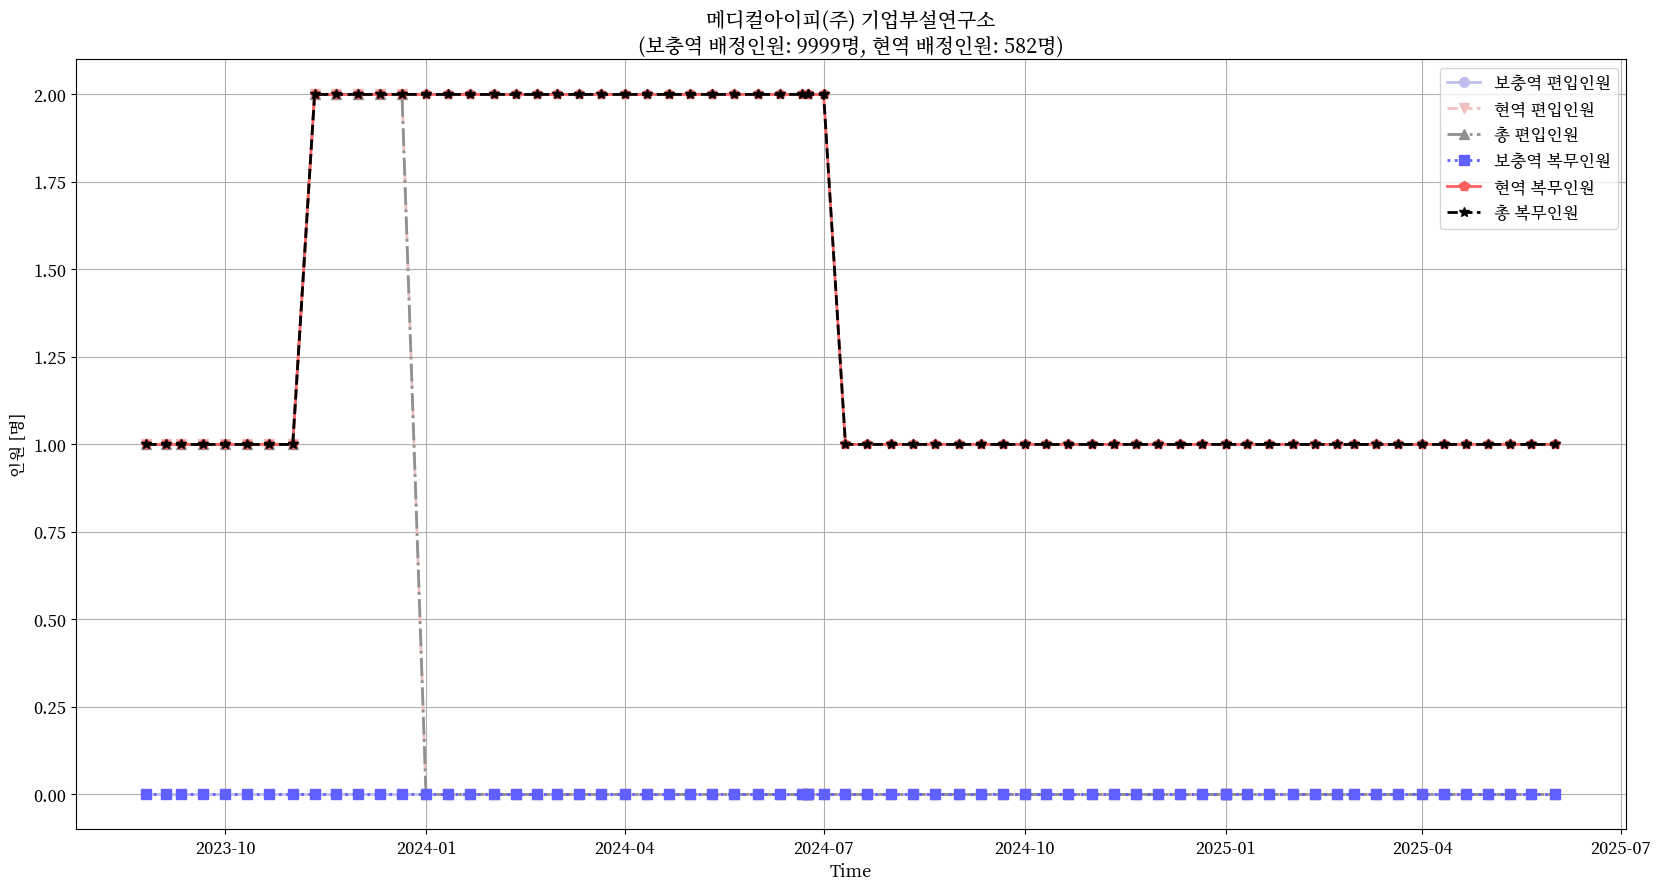 메디컬아이피(주) 기업부설연구소
(보충역 배정인원: 9999명, 현역 배정인원: 582명)
보충역 편입인원
현역 편입인원
총 편입인원
보충역 복무인원
현역 복무인원
총 복무인원
인원 [명]
2.00
1.75
1.50
1.25
1.00
0.75
0.50
0.25
0.00
2023-10
2024-01
2024-04
2024-07
2024-10
2025-01
2025-04
2025-07
Time